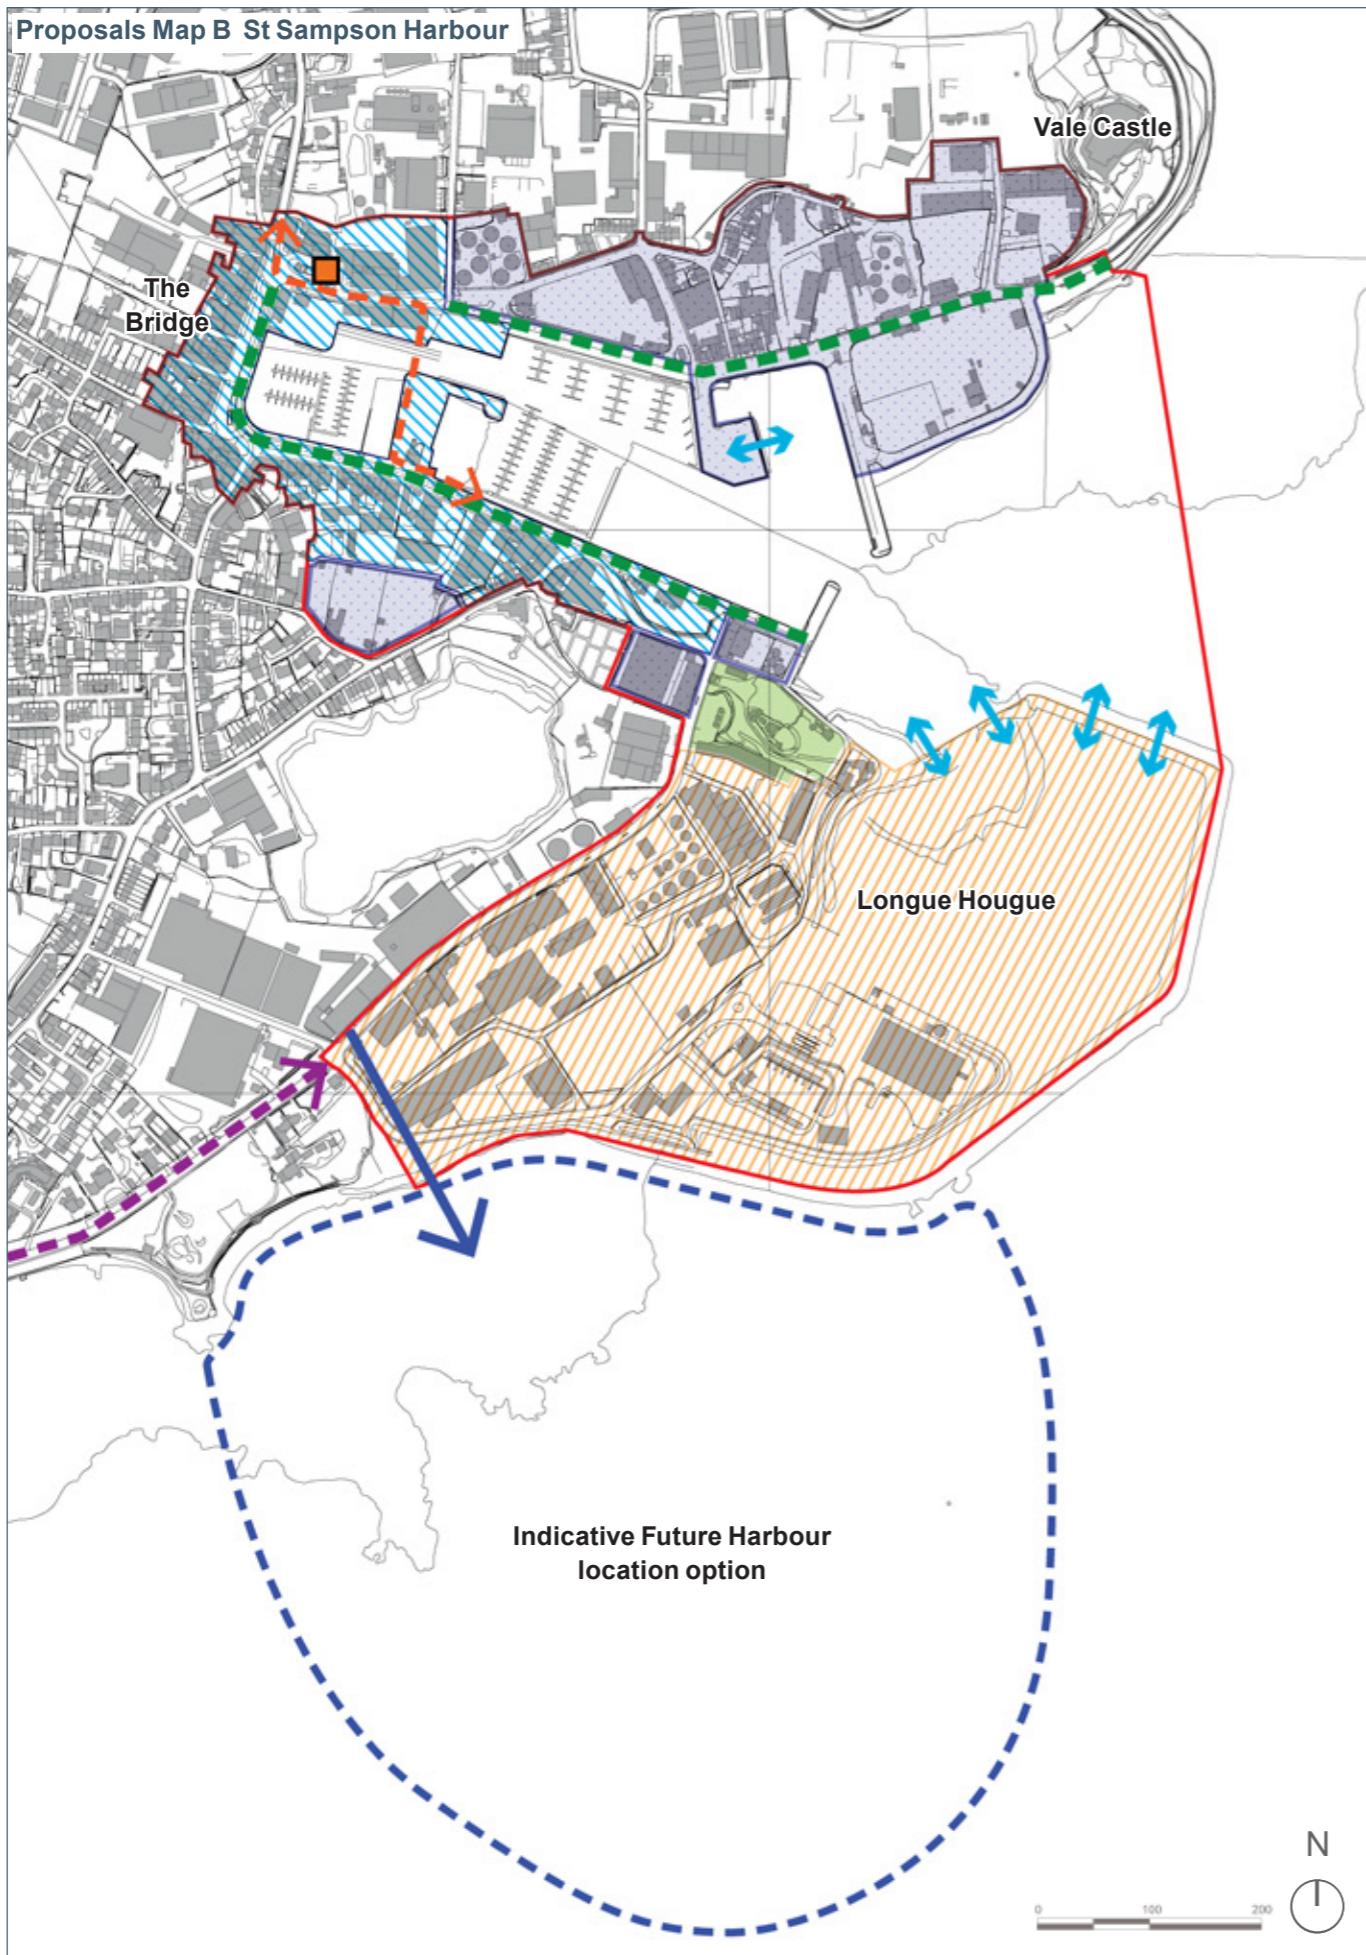 Proposals Map B St Sampson Harbour
Vale Castle
The
Bridge
Longue Hougue
Indicative Future Harbour
location option
N
0 100 200